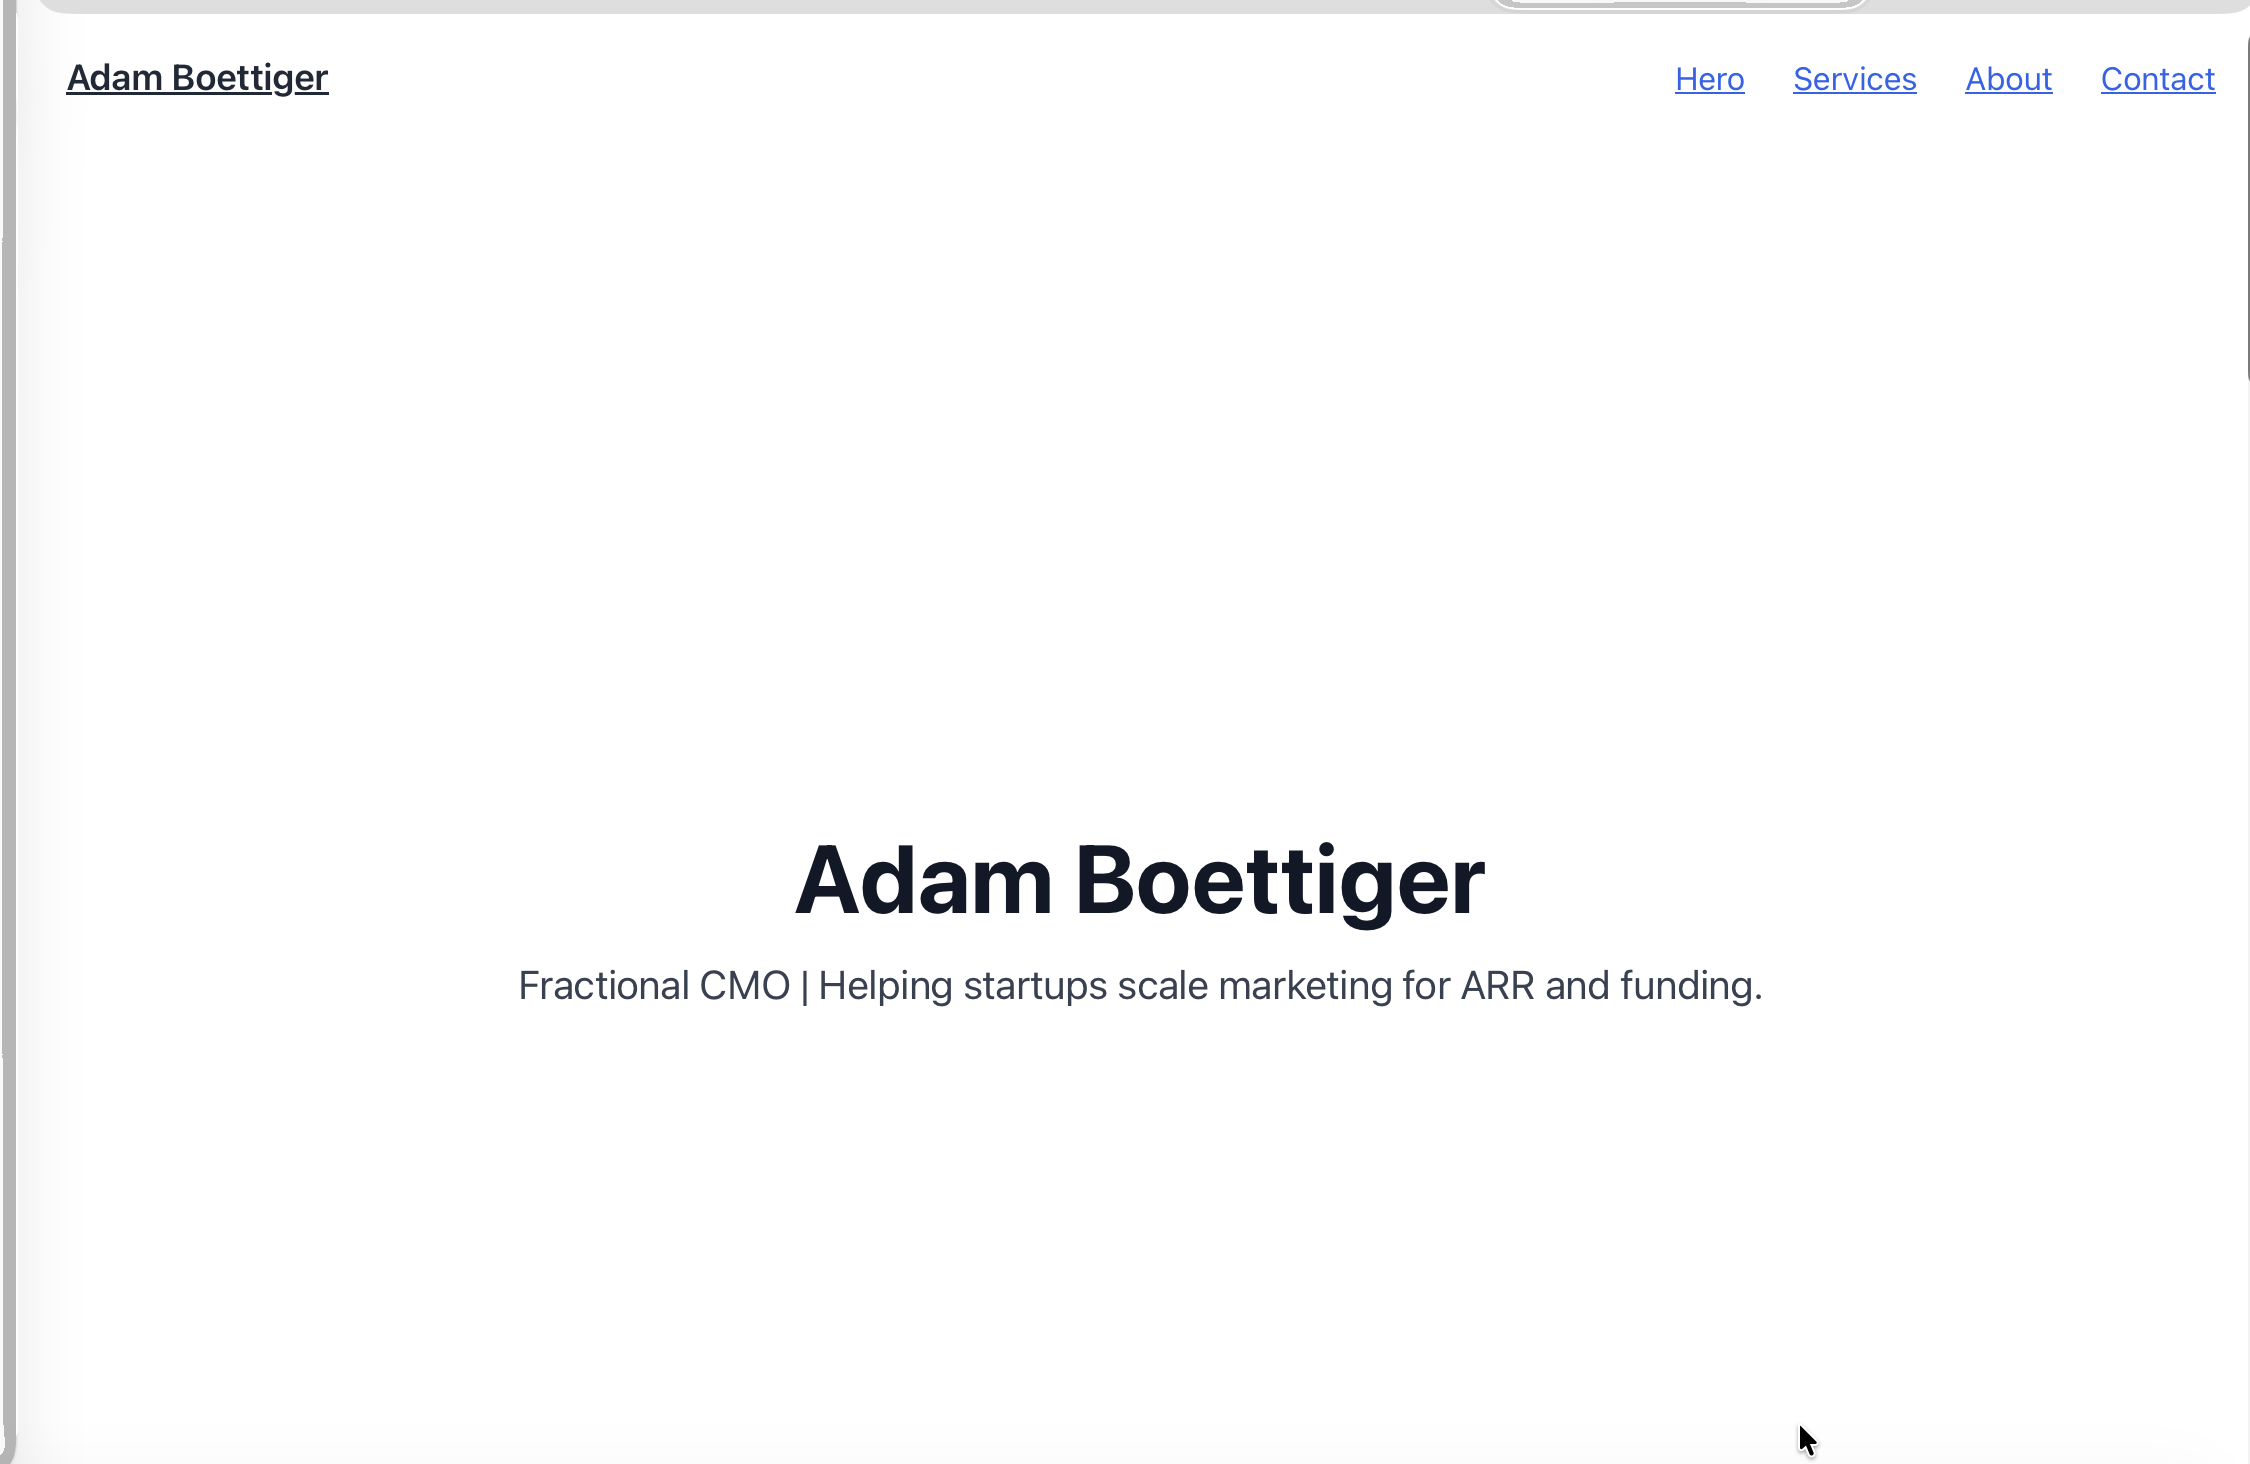 Adam Boettiger
Hero Services About Contact
Adam Boettiger
Fractional CMO | Helping startups scale marketing for ARR and funding.